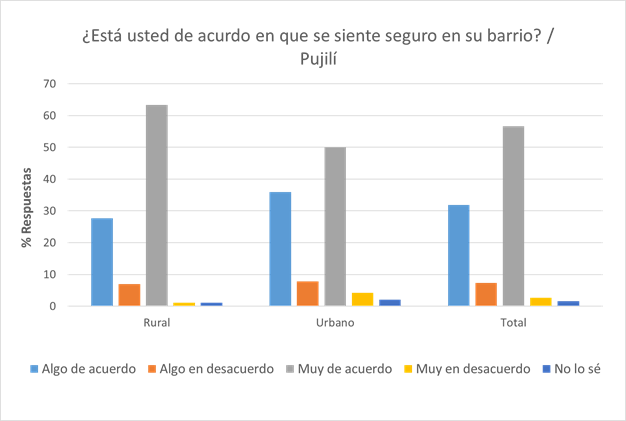 ¿Está usted de acurdo en que se siente seguro en su barrio? /
Pujilí
70
60
50
40
30
20
10
0
% Respuestas
Rural
Urbano
Total
Algo de acuerdo
Algo en desacuerdo
Muy de acuerdo
Muy en desacuerdo
No lo sé